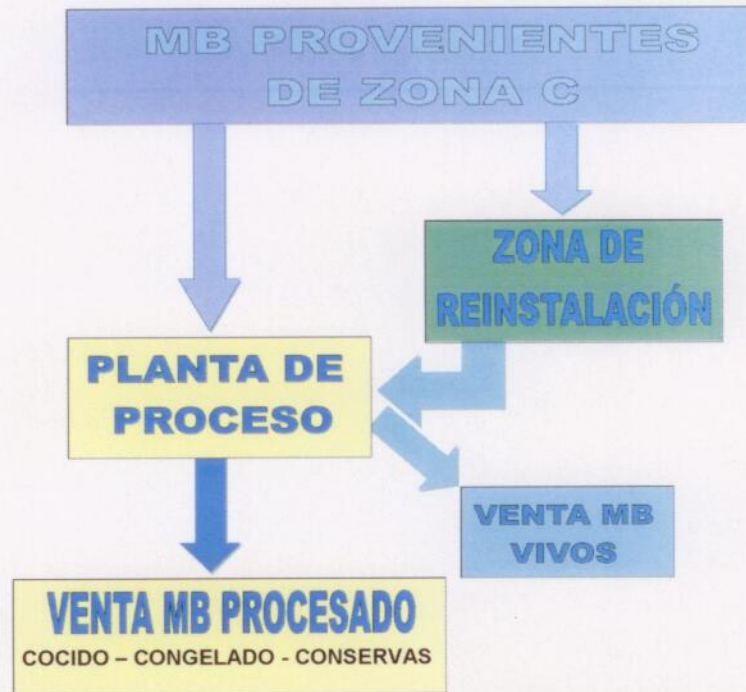 MB PROVENIENTES
DE ZONA C
ZONA DE
REINSTALACIÓN
PLANTA DE
PROCESO
VENTA MB
VIVOS
VENTA MB PROCESADO
COCIDO – CONGELADO - CONSERVAS